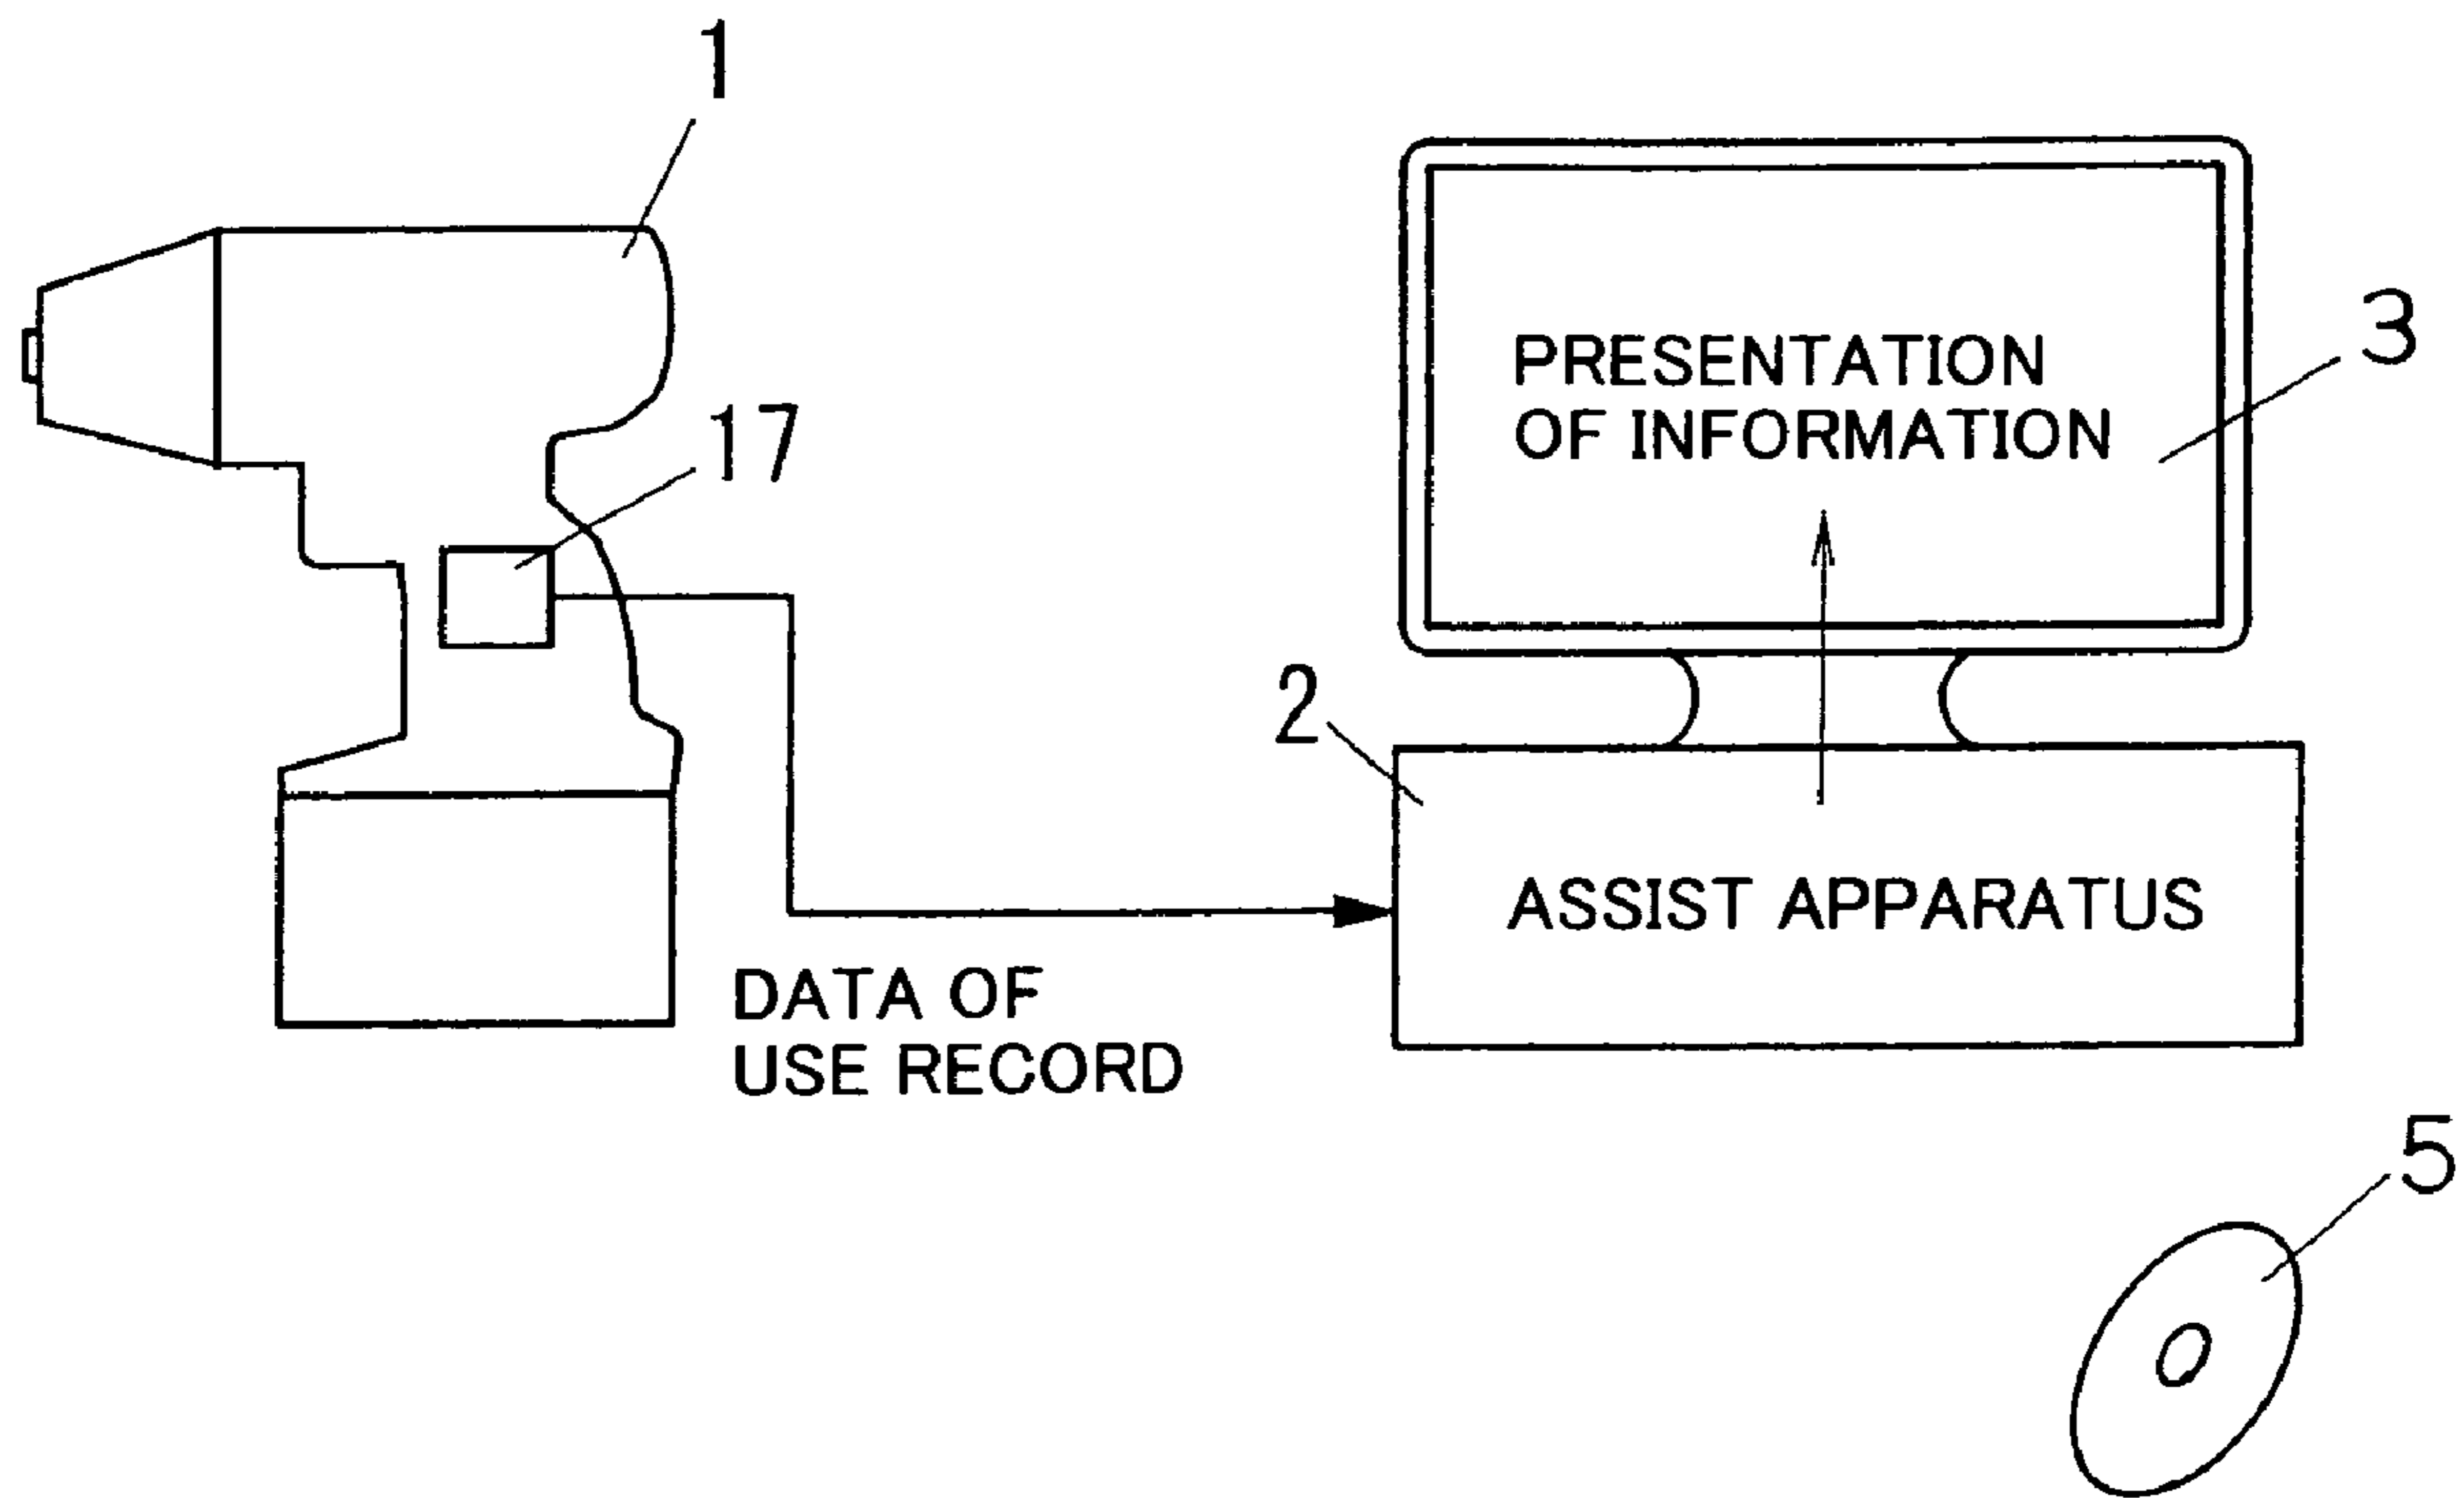 1
17
PRESENTATION
OF INFORMATION
3
2
ASSIST APPARATUS
DATA OF
USE RECORD
5